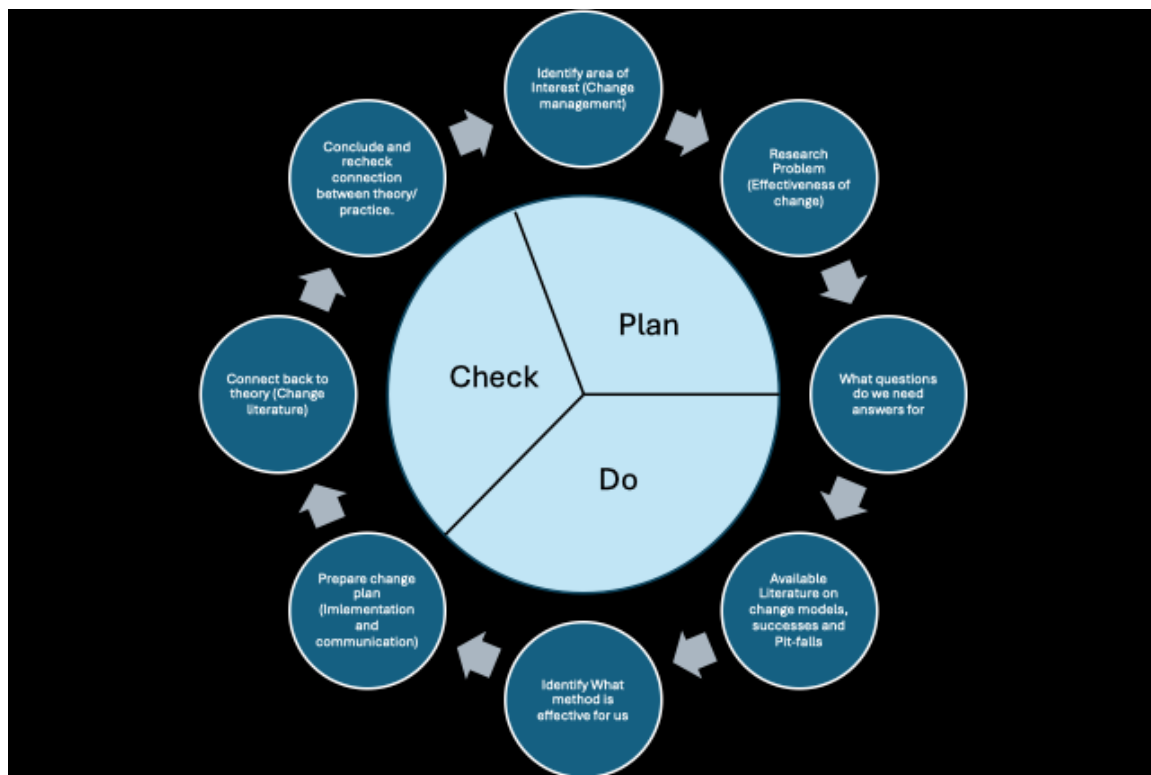 Identify area of
Interest (Change
management)
Research
Problem
(Effectiveness of
change)
What questions
do we need
answers for
Available
Literature on
change models,
successes and
Pit-falls
Identify What
method is
effective for us
Prepare change
plan
(Imlementation
and
communication)
Connect back to
theory (Change
literature)
Conclude and
recheck
connection
between theory/
practice.
Plan
Do
Check